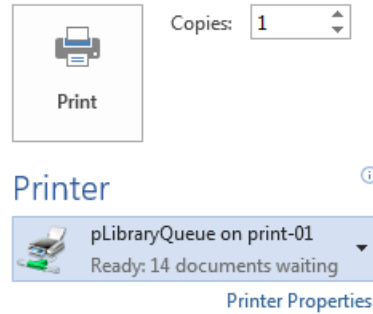 Copies: 1
Print
Printer
pLibraryQueue on print-01
Ready: 14 documents waiting
Printer Properties